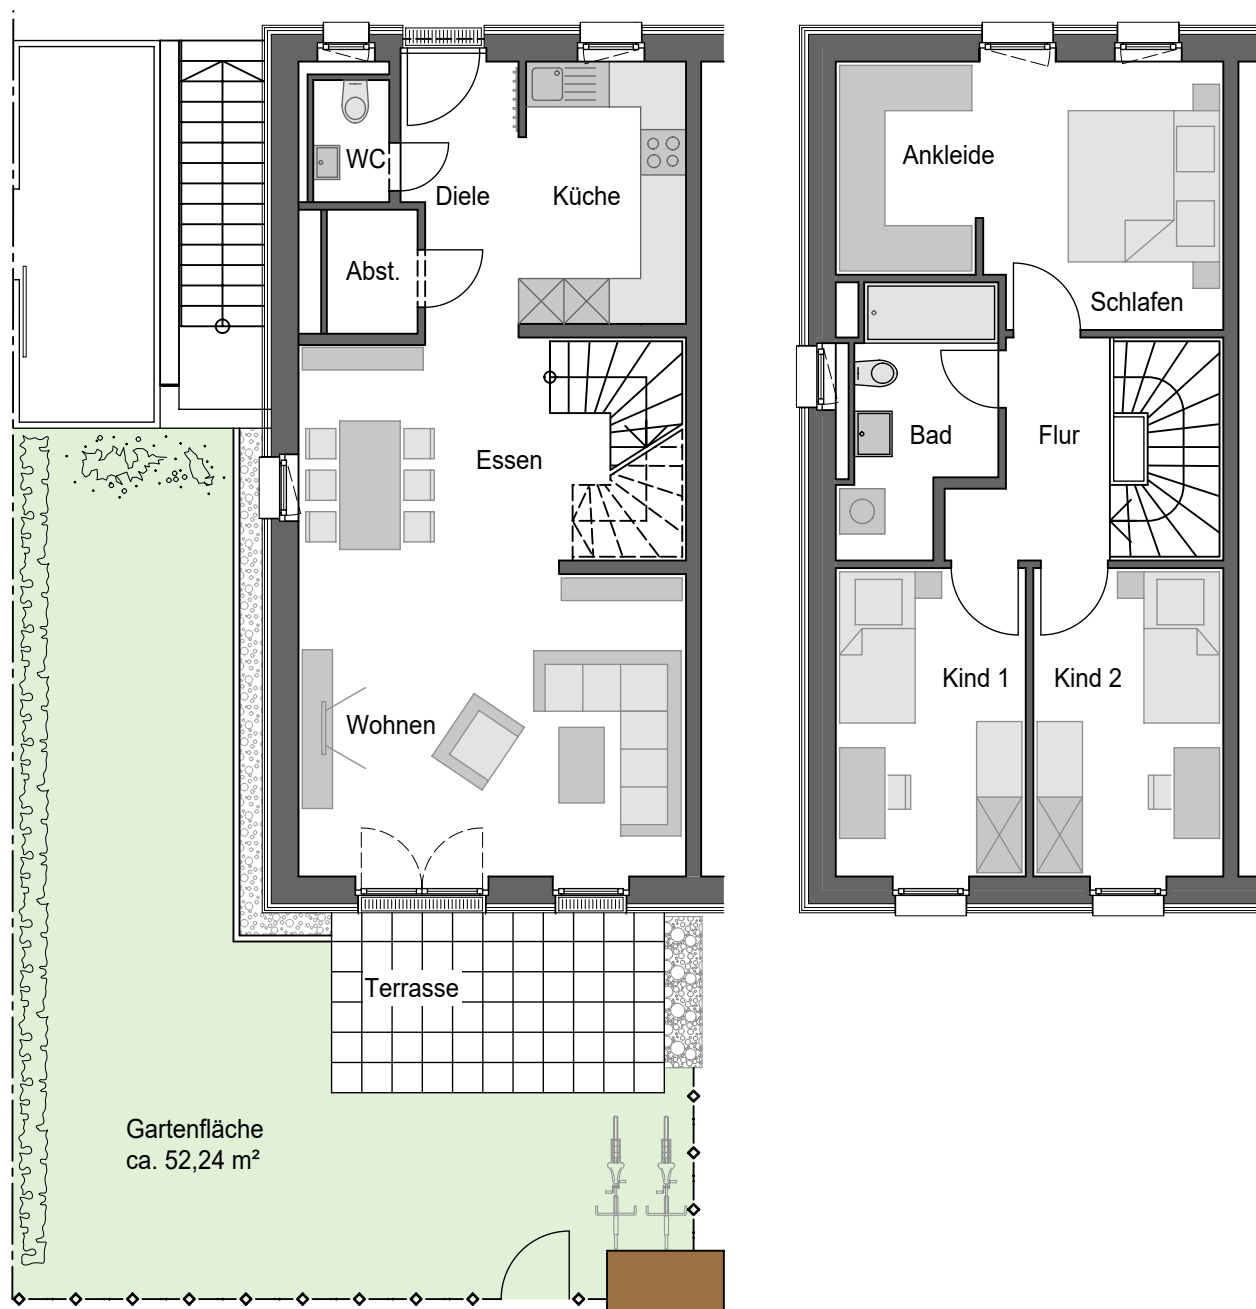 WC
Diele
Küche
Abst.
Essen
Wohnen
Terrasse
Gartenfläche
ca. 52,24 m²
Ankleide
Schlafen
Bad
Flur
Kind 1
Kind 2